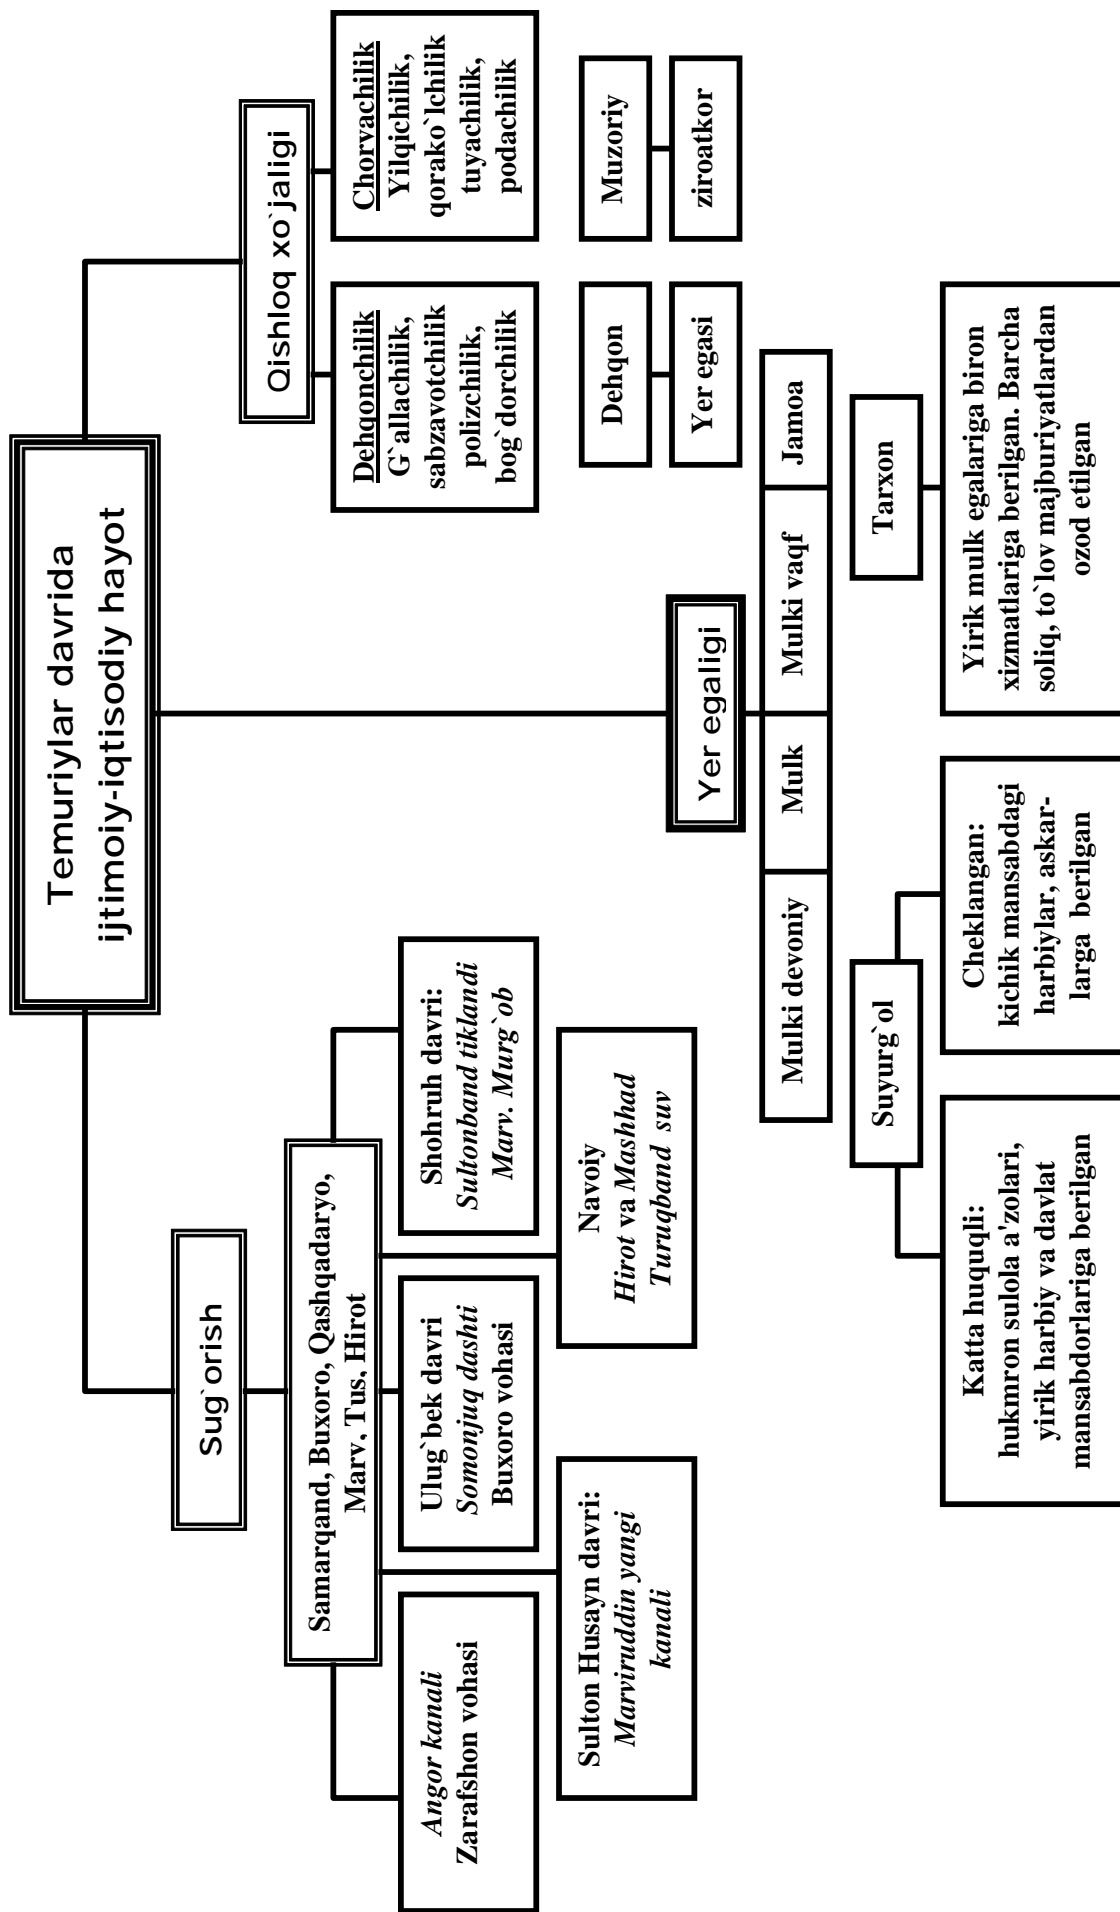 Temuriylar davrida
ijtimoiy-iqtisodiy hayot
Sug`orish
Samarqand, Buxoro, Qashqadaryo,
Marv, Tus, Hirot
Angor kanali
Zarafshon vohasi
Ulug`bek davri
Somonjuq dashti
Buxoro vohasi
Shohruh davri:
Sultonband tiklandi
Marv. Murg`ob
Sulton Husayn davri:
Marviruddin yangi
kanali
Navoiy
Hirot va Mashhad
Turuqband suv
Yer egaligi
Mulki devoniy
Mulk
Mulki vaqf
Jamoa
Suyurg`ol
Katta huquqli:
hukmron sulola a'zolari,
yirik harbiy va davlat
mansabdorlariga berilgan
Cheklangan:
kichik mansabdagi
harbiylar, askar-
larga berilgan
Tarxon
Yirik mulk egalariga biron
xizmatlariga berilgan. Barcha
soliq, to`lov majburiyatlardan
ozod etilgan
Qishloq xo`jaligi
Dehqonchilik
G`allachilik,
sabzavotchilik
polizchilik,
bog`dorchilik
Chorvachilik
Yilqichilik,
qorako`lchilik
tuyachilik,
podachilik
Dehqon
Yer egasi
Muzoriy
ziroatkor